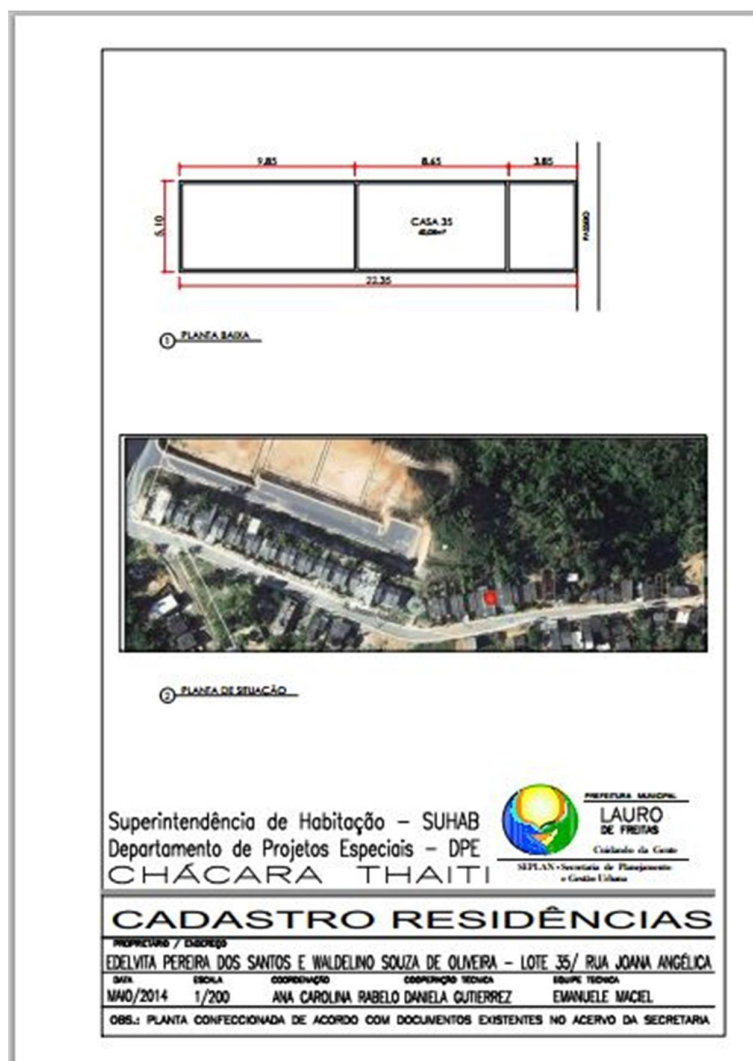 9.85 8.65 3.85
5.10
CASA 35
PASSEIO
22.35
1 PLANTA BAIXA
2 PLANTA DE SITUAÇÃO
Superintendência de Habitação – SUHAB
Departamento de Projetos Especiais – DPE
CHÁCARA THAITI
PREFEITURA MUNICIPAL
LAURO
DE FREITAS
Cuidando da Gente
SEPLAN - Secretaria de Planejamento
e Gestão Urbana
CADASTRO RESIDÊNCIAS
PROPRIETÁRIO / ENDEREÇO
EDELVITA PEREIRA DOS SANTOS E WALDELINO SOUZA DE OLIVEIRA – LOTE 35/ RUA JOANA ANGÉLICA
DATA ESCALA COORDENAÇÃO COOPERAÇÃO TECNICA EQUIPE TECNICA
MAIO/2014 1/200 ANA CAROLINA RABELO DANIELA GUTIERREZ EMANUELE MACIEL
OBS.: PLANTA CONFECCIONADA DE ACORDO COM DOCUMENTOS EXISTENTES NO ACERVO DA SECRETARIA